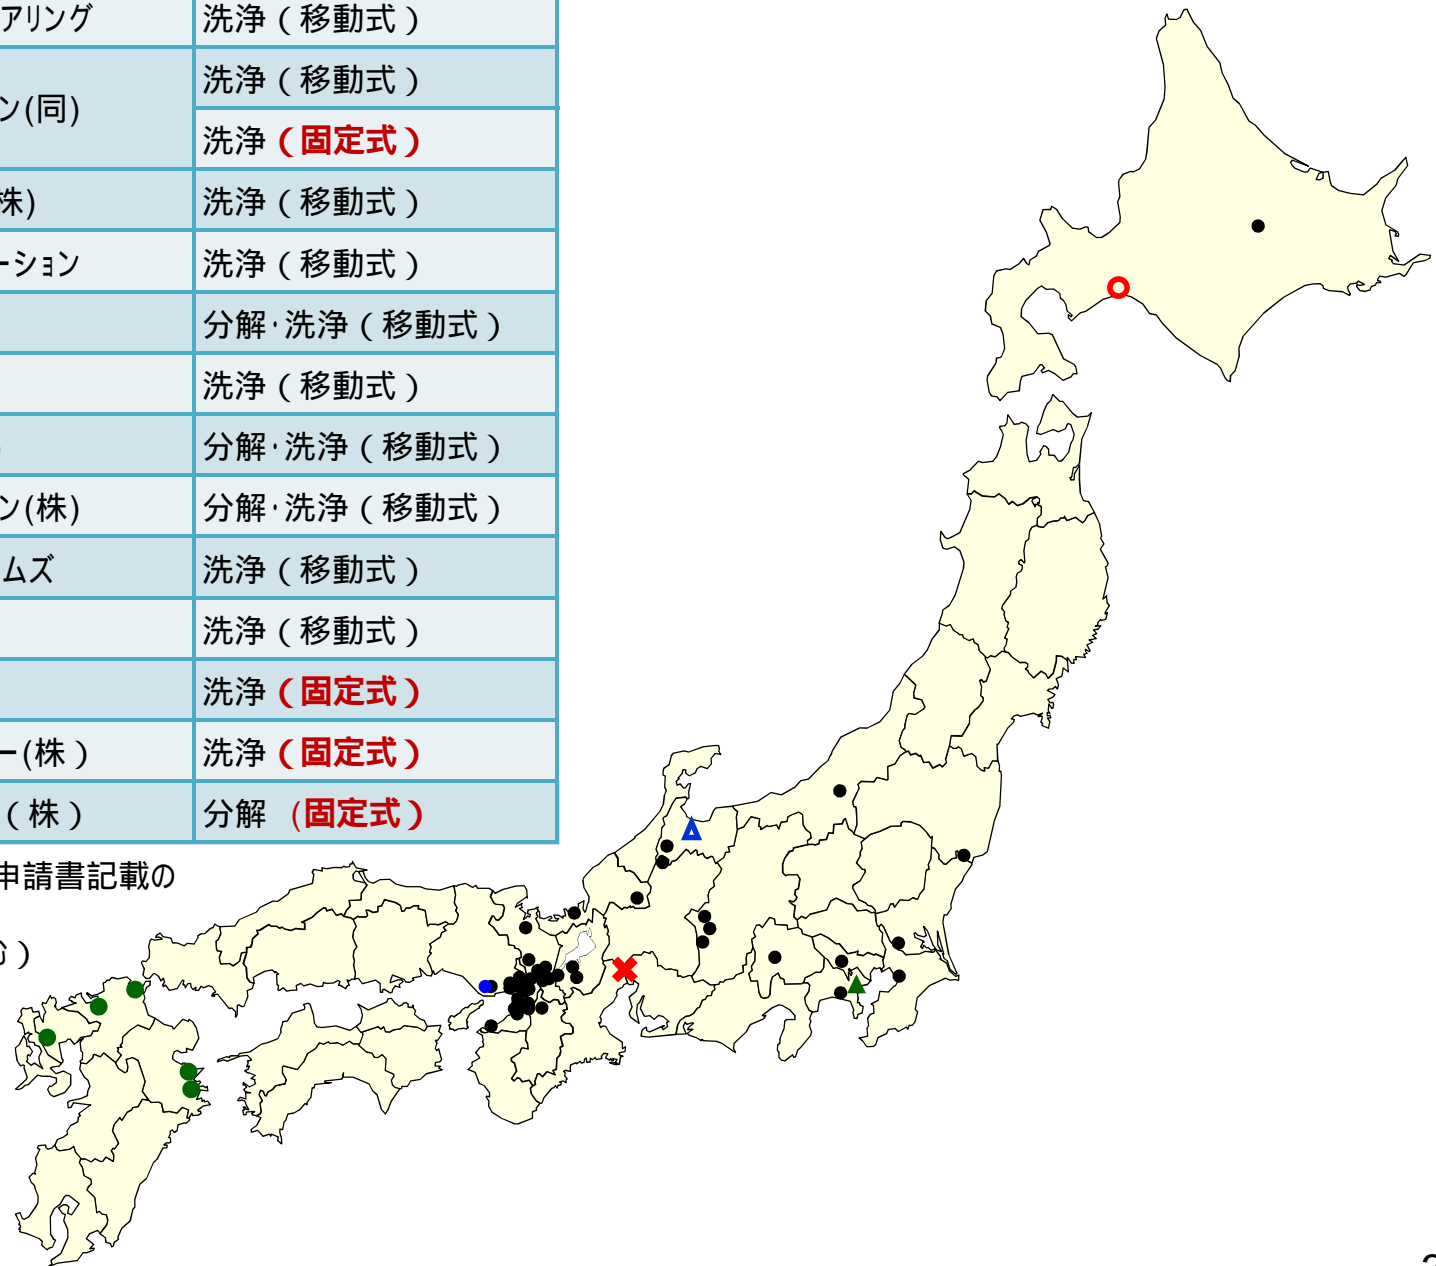 アリング 洗浄（移動式）
ン(同) 洗浄（移動式）
洗浄（固定式）
株) 洗浄（移動式）
ーション 洗浄（移動式）
分解･洗浄（移動式）
洗浄（移動式）
分解･洗浄（移動式）
ン(株) 分解･洗浄（移動式）
ムズ 洗浄（移動式）
洗浄（移動式）
洗浄（固定式）
ー(株） 洗浄（固定式）
（株） 分解 (固定式）
申請書記載の
）